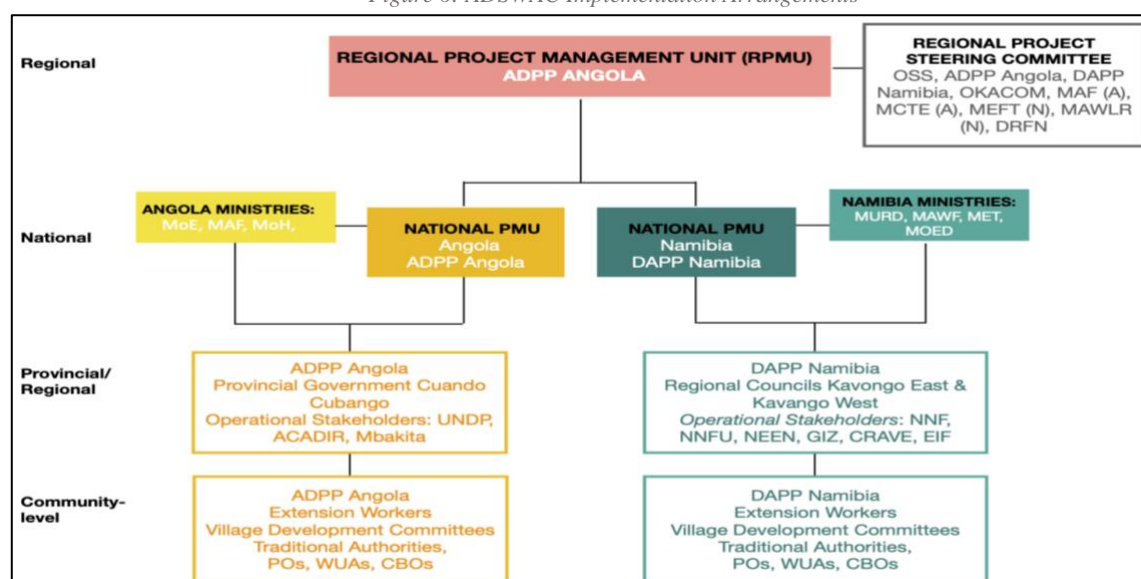 Figure 3: ADSWAC Implementation Arrangements
Regional
REGIONAL PROJECT MANAGEMENT UNIT (RPMU)
ADPP ANGOLA
REGIONAL PROJECT
STEERING COMMITTEE
OSS, ADPP Angola, DAPP
Namibia, OKACOM, MAF (A),
MCTE (A), MEFT (N), MAWLR
(N), DRFN
National
ANGOLA MINISTRIES:
MoE, MAF, MoH,
NATIONAL PMU
Angola
ADPP Angola
NATIONAL PMU
Namibia
DAPP Namibia
NAMIBIA MINISTRIES:
MURD, MAWF, MET,
MOED
Provincial/
Regional
ADPP Angola
Provincial Government Cuando
Cubango
Operational Stakeholders: UNDP,
ACADIR, Mbakita
DAPP Namibia
Regional Councils Kavongo East &
Kavango West
Operational Stakeholders: NNF,
NNFU, NEEN, GIZ, CRAVE, EIF
Community-
level
ADPP Angola
Extension Workers
Village Development Committees
Traditional Authorities,
POs, WUAs, CBOs
DAPP Namibia
Extension Workers
Village Development Committees
Traditional Authorities,
POs, WUAs, CBOs